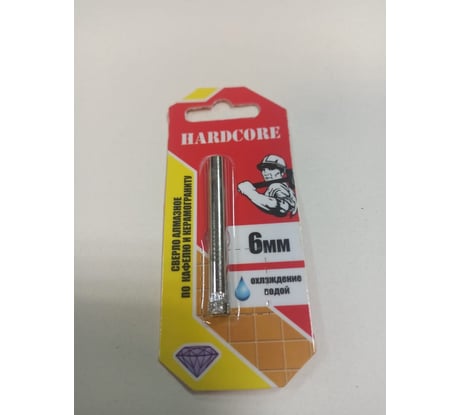 HARDCORE
СВЕРЛО АЛМАЗНОЕ
ПО КАФЕЛЮ И КЕРАМОГРАНИТУ
6мм
охлаждение
водой